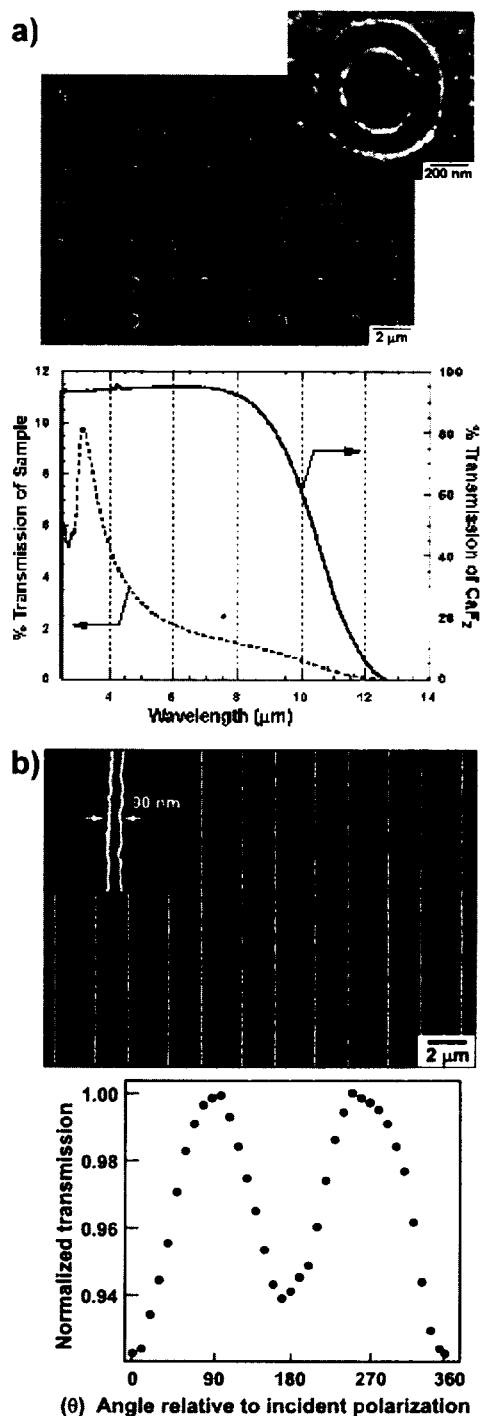 a)
200 nm
2 μm
12
10
8
6
4
2
0
100
80
60
40
20
0
% Transmission of Sample
% Transmission of CaF2
4
6
8
10
12
14
Wavelength (μm)
b)
90 nm
2 μm
1.00
0.98
0.96
0.94
Normalized transmission
0
90
180
270
360
(θ) Angle relative to incident polarization